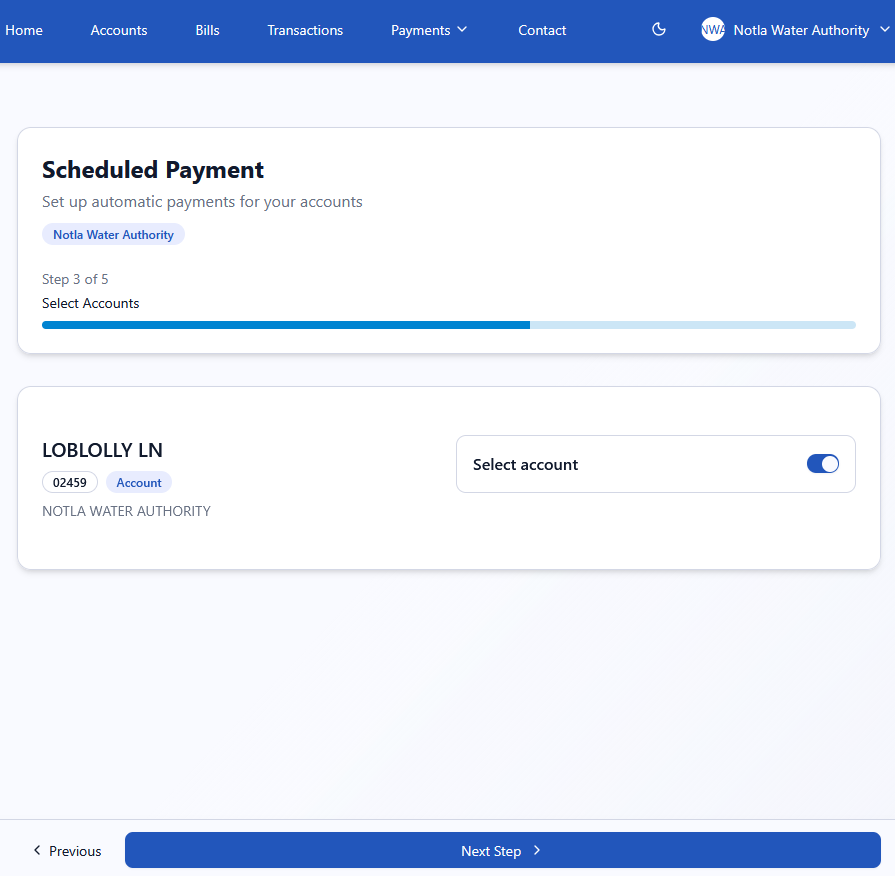 Home Accounts Bills Transactions Payments Contact NWA Notla Water Authority
Scheduled Payment
Set up automatic payments for your accounts
Notla Water Authority
Step 3 of 5
Select Accounts
LOBLOLLY LN
Select account
02459 Account
NOTLA WATER AUTHORITY
Previous Next Step